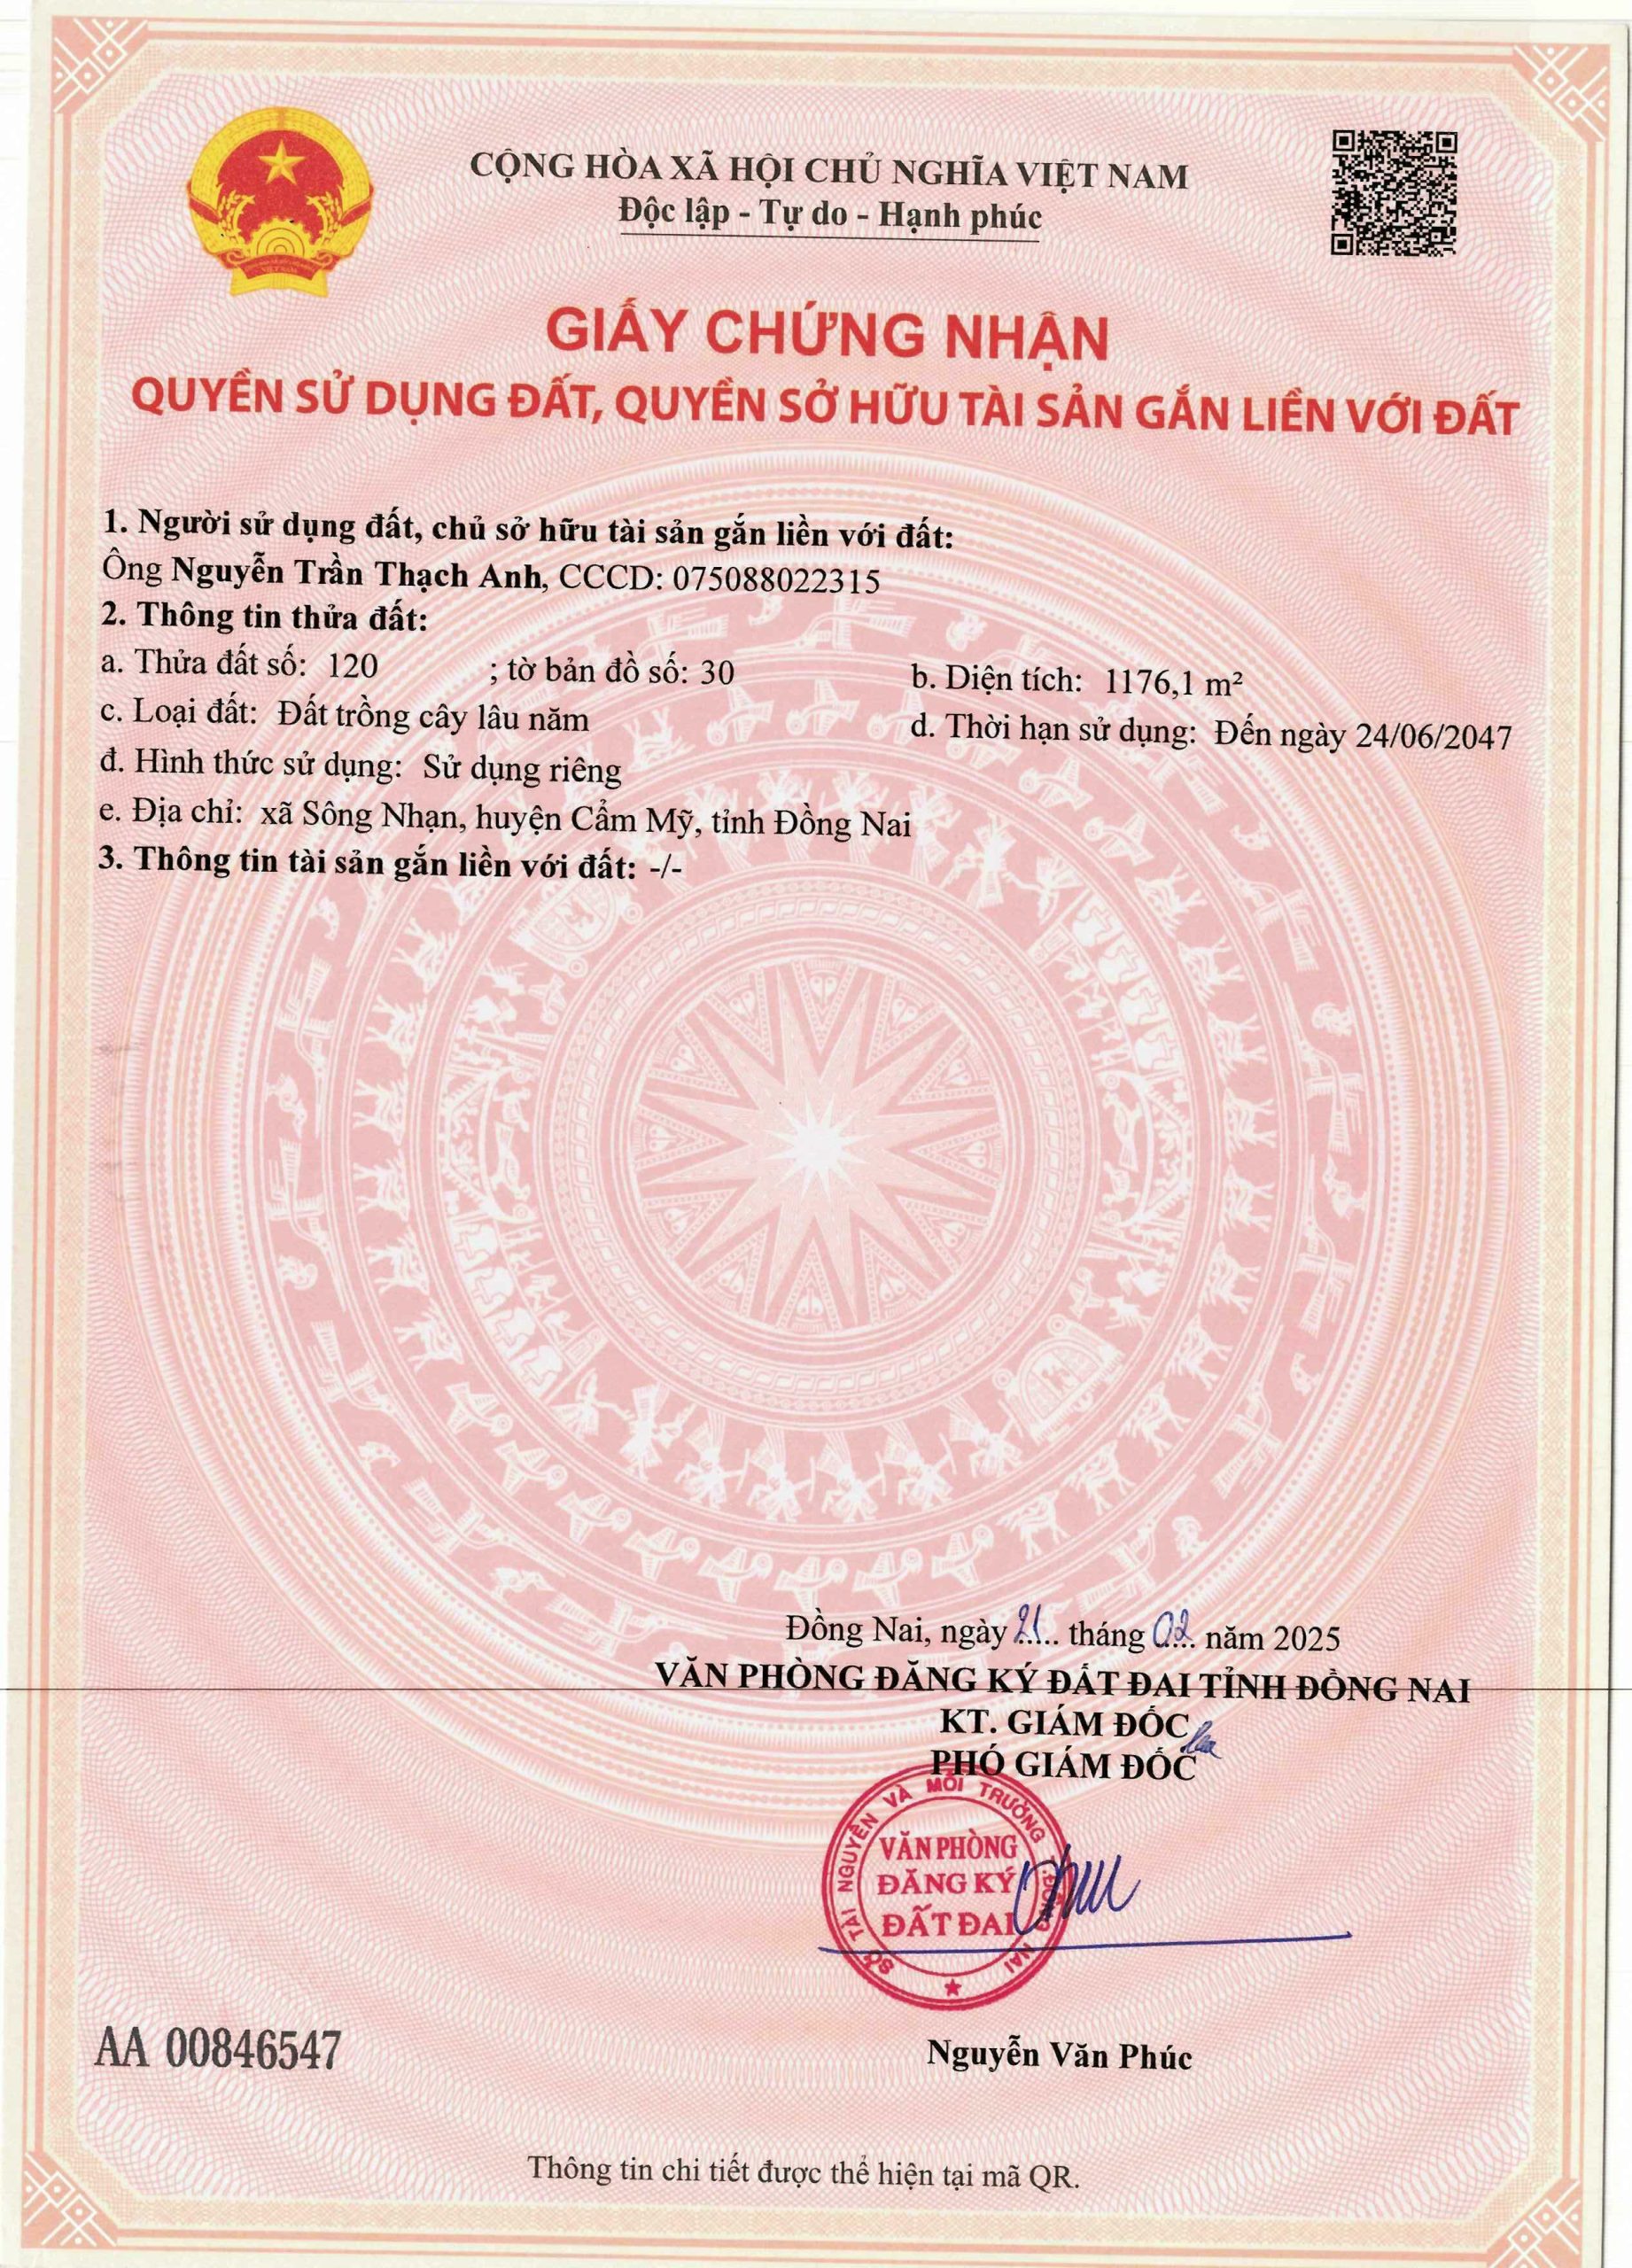 CỘNG HÒA XÃ HỘI CHỦ NGHĨA VIỆT NAM
Độc lập - Tự do - Hạnh phúc
GIẤY CHỨNG NHẬN
QUYỀN SỬ DỤNG ĐẤT, QUYỀN SỞ HỮU TÀI SẢN GẮN LIỀN VỚI ĐẤT
1. Người sử dụng đất, chủ sở hữu tài sản gắn liền với đất:
Ông Nguyễn Trần Thạch Anh, CCCD: 075088022315
2. Thông tin thửa đất:
a. Thửa đất số: 120 ; tờ bản đồ số: 30 b. Diện tích: 1176,1 m²
c. Loại đất: Đất trồng cây lâu năm d. Thời hạn sử dụng: Đến ngày 24/06/2047
đ. Hình thức sử dụng: Sử dụng riêng
e. Địa chỉ: xã Sông Nhạn, huyện Cẩm Mỹ, tỉnh Đồng Nai
3. Thông tin tài sản gắn liền với đất: -/-
Đồng Nai, ngày 21 tháng 02 năm 2025
VĂN PHÒNG ĐĂNG KÝ ĐẤT ĐAI TỈNH ĐỒNG NAI
KT. GIÁM ĐỐC
PHÓ GIÁM ĐỐC
SỞ TÀI NGUYÊN VÀ MÔI TRƯỜNG T.ĐỒNG NAI
VĂN PHÒNG
ĐĂNG KÝ
ĐẤT ĐAI
Nguyễn Văn Phúc
AA 00846547
Thông tin chi tiết được thể hiện tại mã QR.